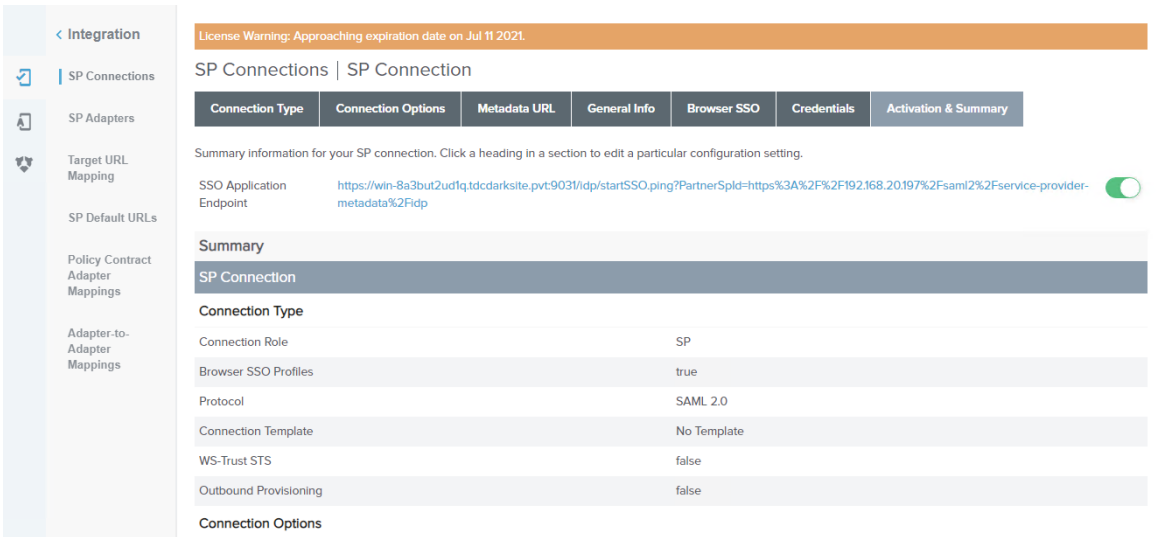 < Integration
SP Connections
SP Adapters
Target URL
Mapping
SP Default URLs
Policy Contract
Adapter
Mappings
Adapter-to-
Adapter
Mappings
License Warning: Approaching expiration date on Jul 11 2021.
SP Connections | SP Connection
Connection Type Connection Options Metadata URL General Info Browser SSO Credentials Activation & Summary
Summary information for your SP connection. Click a heading in a section to edit a particular configuration setting.
SSO Application
Endpoint
https://win-8a3but2ud1q.tdcdarksite.pvt:9031/idp/startSSO.ping?PartnerSpId=https%3A%2F%2F192.168.20.197%2Fsaml2%2Fservice-provider-
metadata%2Fidp
Summary
SP Connection
Connection Type
Connection Role SP
Browser SSO Profiles true
Protocol SAML 2.0
Connection Template No Template
WS-Trust STS false
Outbound Provisioning false
Connection Options